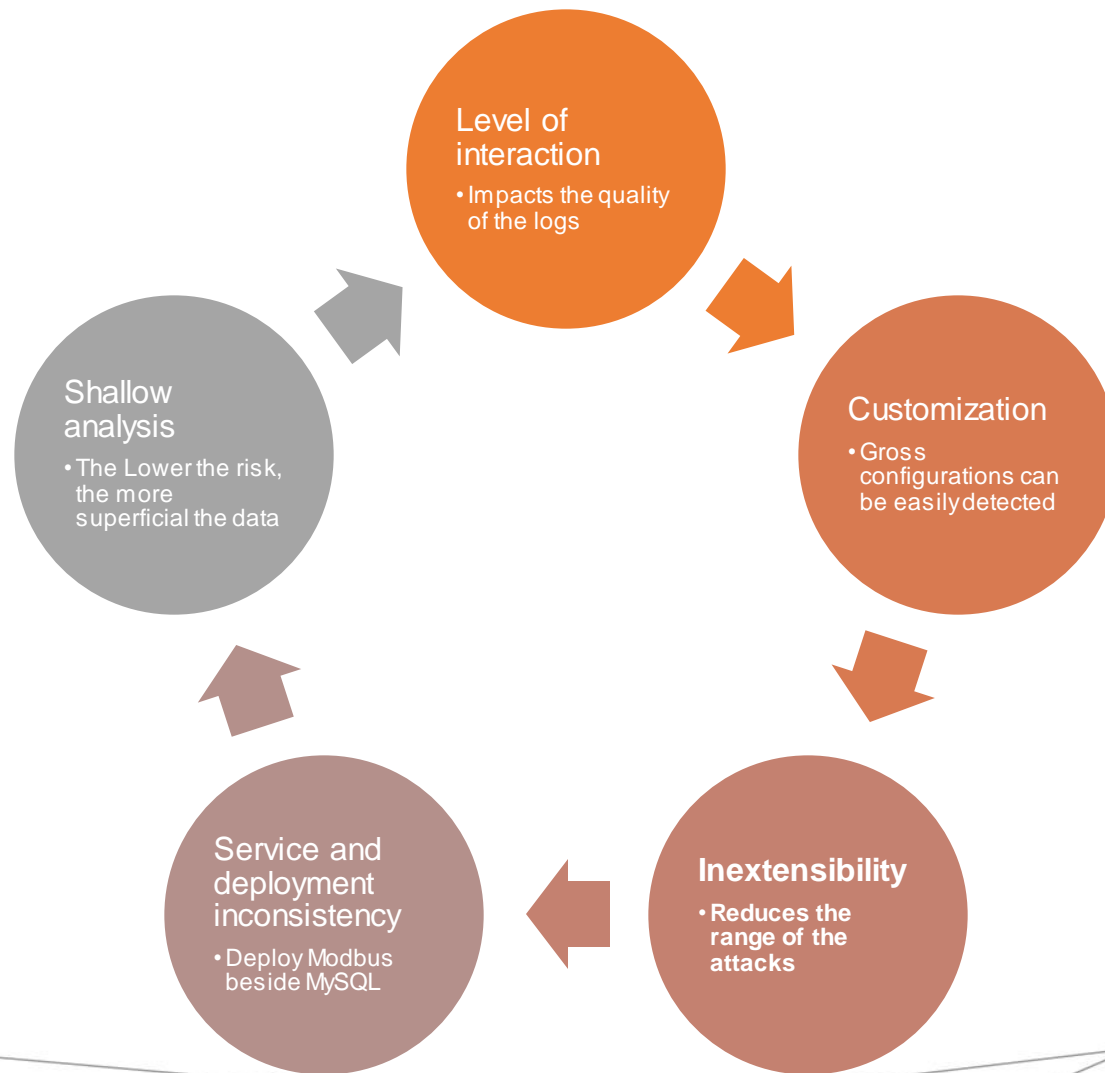 Level of
interaction
• Impacts the quality
of the logs
Customization
• Gross
configurations can
be easily detected
Inextensibility
• Reduces the
range of the
attacks
Service and
deployment
inconsistency
• Deploy Modbus
beside MySQL
Shallow
analysis
• The Lower the risk,
the more
superficial the data